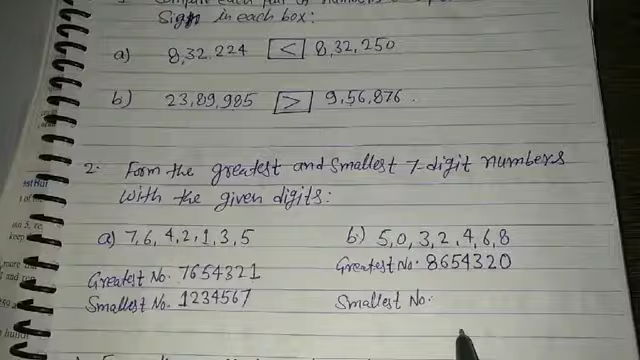 Sign in each box:
a) 8,32,224 < 8,32,250
b) 23,89,985 > 9,56,876.
2. Form the greatest and smallest 7-digit numbers
with the given digits:
a) 7,6,4,2,1,3,5
Greatest No. 7654321
Smallest No. 1234567
b) 5,0,3,2,4,6,8
Greatest No. 8654320
Smallest No.